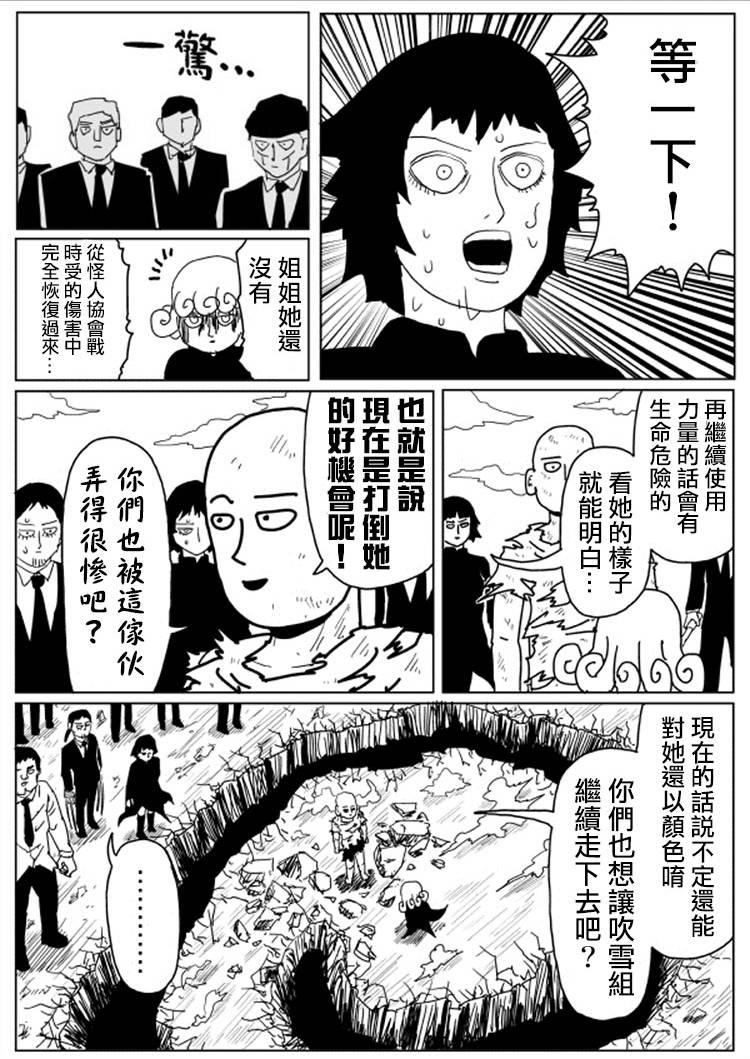 等一下！
一驚…
姐姐她還
沒有
從怪人協會戰
時受的傷害中
完全恢復過來…
再繼續使用
力量的話會有
生命危險的
看她的樣子
就能明白…
也就是說
現在是打倒她
的好機會呢！
你們也被這傢伙
弄得很慘吧？
現在的話說不定還能
對她還以顏色唷
你們也想讓吹雪組
繼續走下去吧？
…………